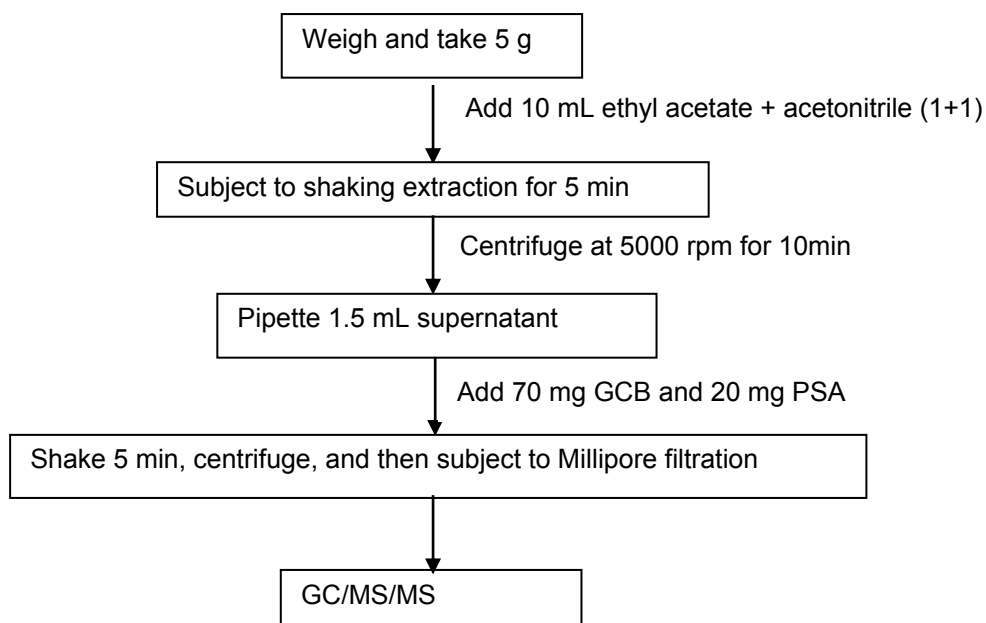 Weigh and take 5 g
Add 10 mL ethyl acetate + acetonitrile (1+1)
Subject to shaking extraction for 5 min
Centrifuge at 5000 rpm for 10min
Pipette 1.5 mL supernatant
Add 70 mg GCB and 20 mg PSA
Shake 5 min, centrifuge, and then subject to Millipore filtration
GC/MS/MS